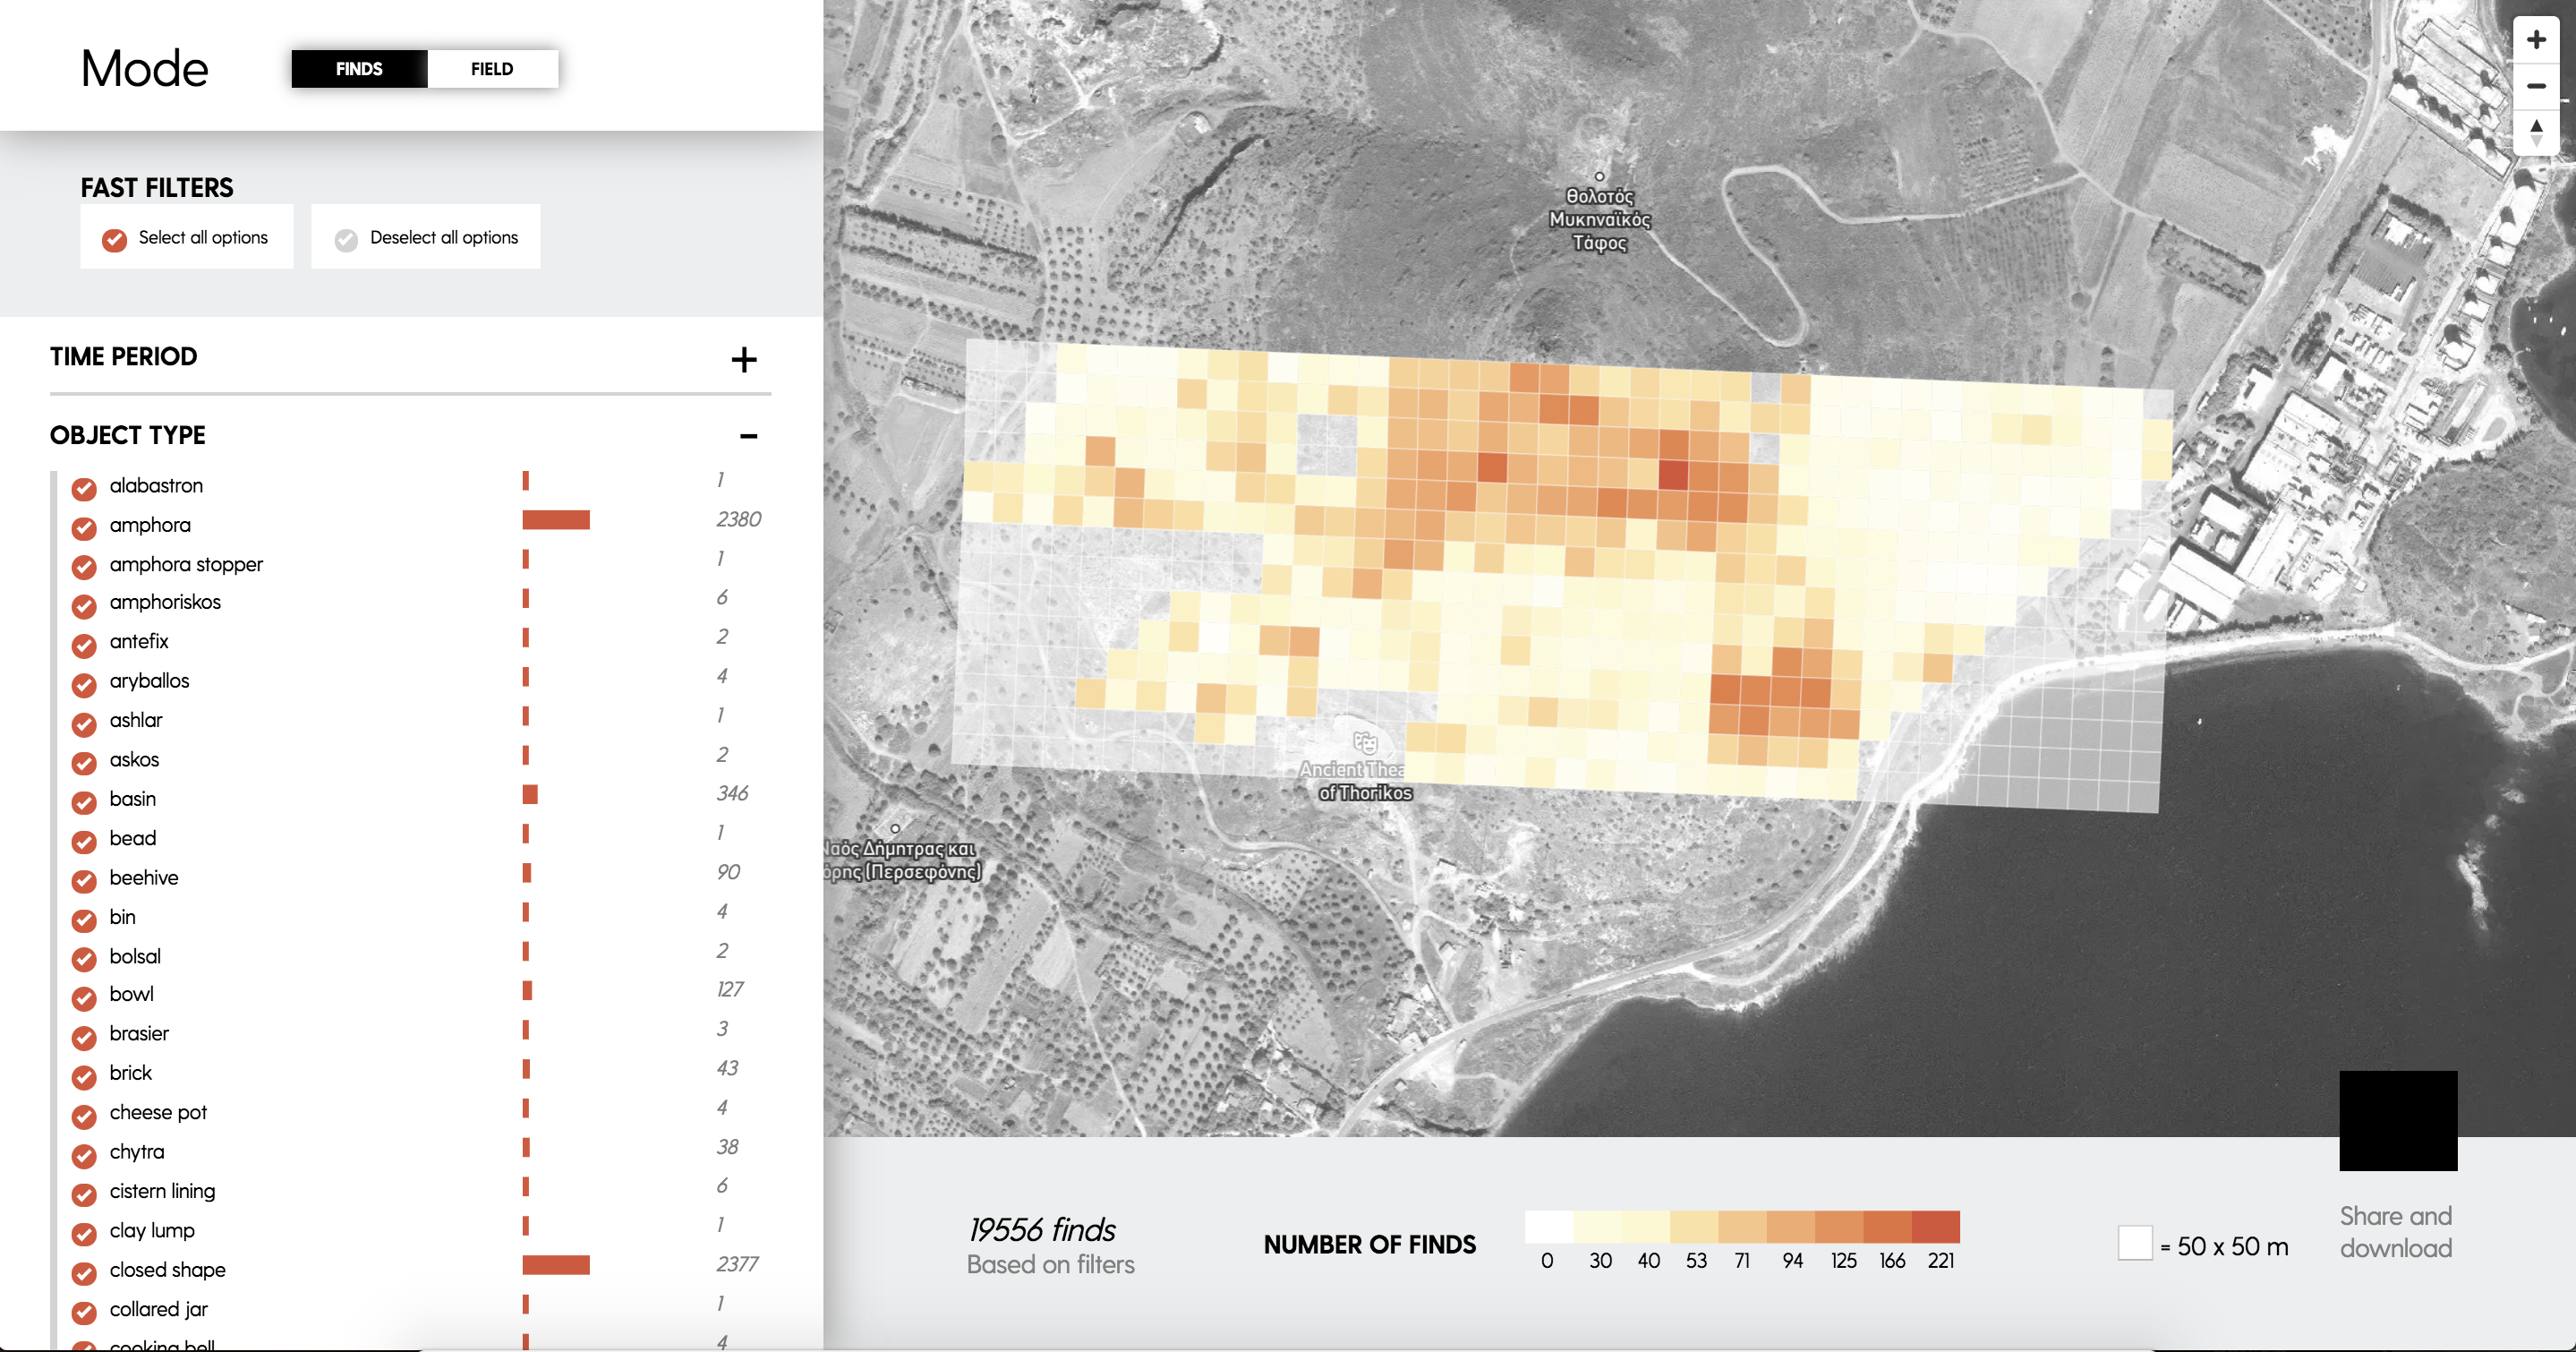 Mode
FINDS
FIELD
FAST FILTERS
Select all options
Deselect all options
TIME PERIOD
+
OBJECT TYPE
-
alabastron 1
amphora 2380
amphora stopper 1
amphoriskos 6
antefix 2
aryballos 4
ashlar 1
askos 2
basin 346
bead 1
beehive 90
bin 4
bolsal 2
bowl 127
brasier 3
brick 43
cheese pot 4
chytra 38
cistern lining 6
clay lump 1
closed shape 2377
collared jar 1
cooking bell 4
Θολοτός
Μυκηναϊκός
Τάφος
Ancient Thea
of Thorikos
Ναός Δήμητρας και
όρης (Περσεφόνης)
19556 finds
Based on filters
NUMBER OF FINDS
0 30 40 53 71 94 125 166 221
= 50 x 50 m
Share and
download